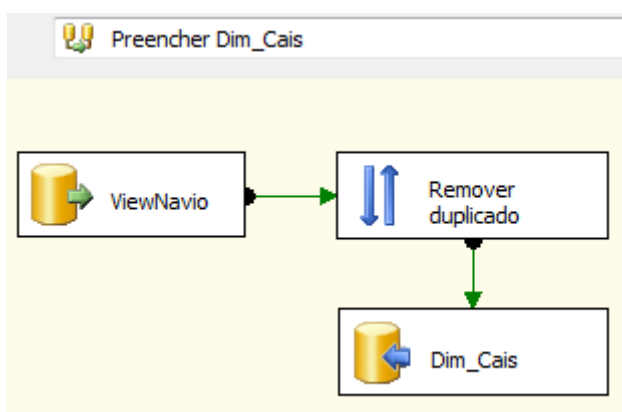 Preencher Dim_Cais
ViewNavio
Remover
duplicado
Dim_Cais